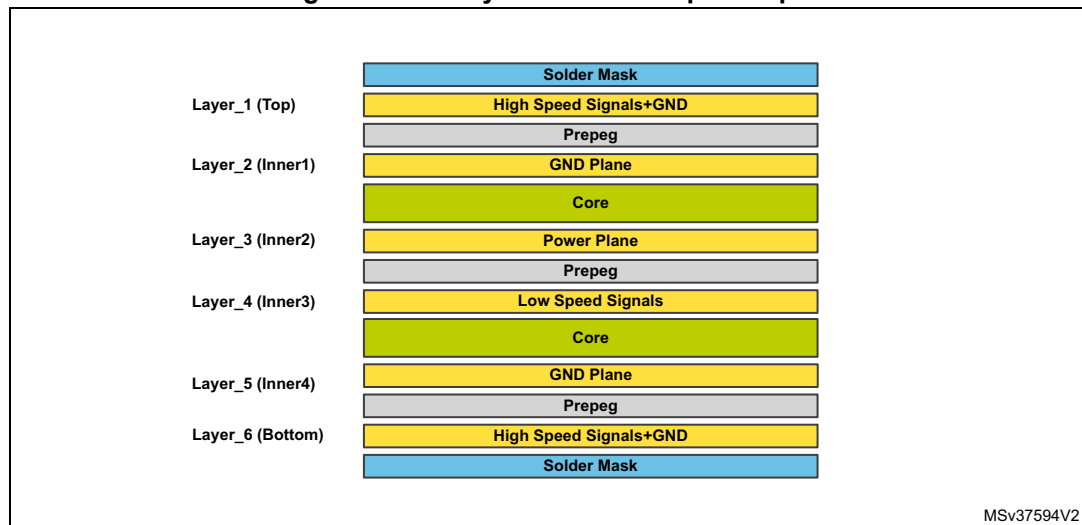 Solder Mask
Layer_1 (Top) High Speed Signals+GND
Prepeg
Layer_2 (Inner1) GND Plane
Core
Layer_3 (Inner2) Power Plane
Prepeg
Layer_4 (Inner3) Low Speed Signals
Core
Layer_5 (Inner4) GND Plane
Prepeg
Layer_6 (Bottom) High Speed Signals+GND
Solder Mask
MSv37594V2